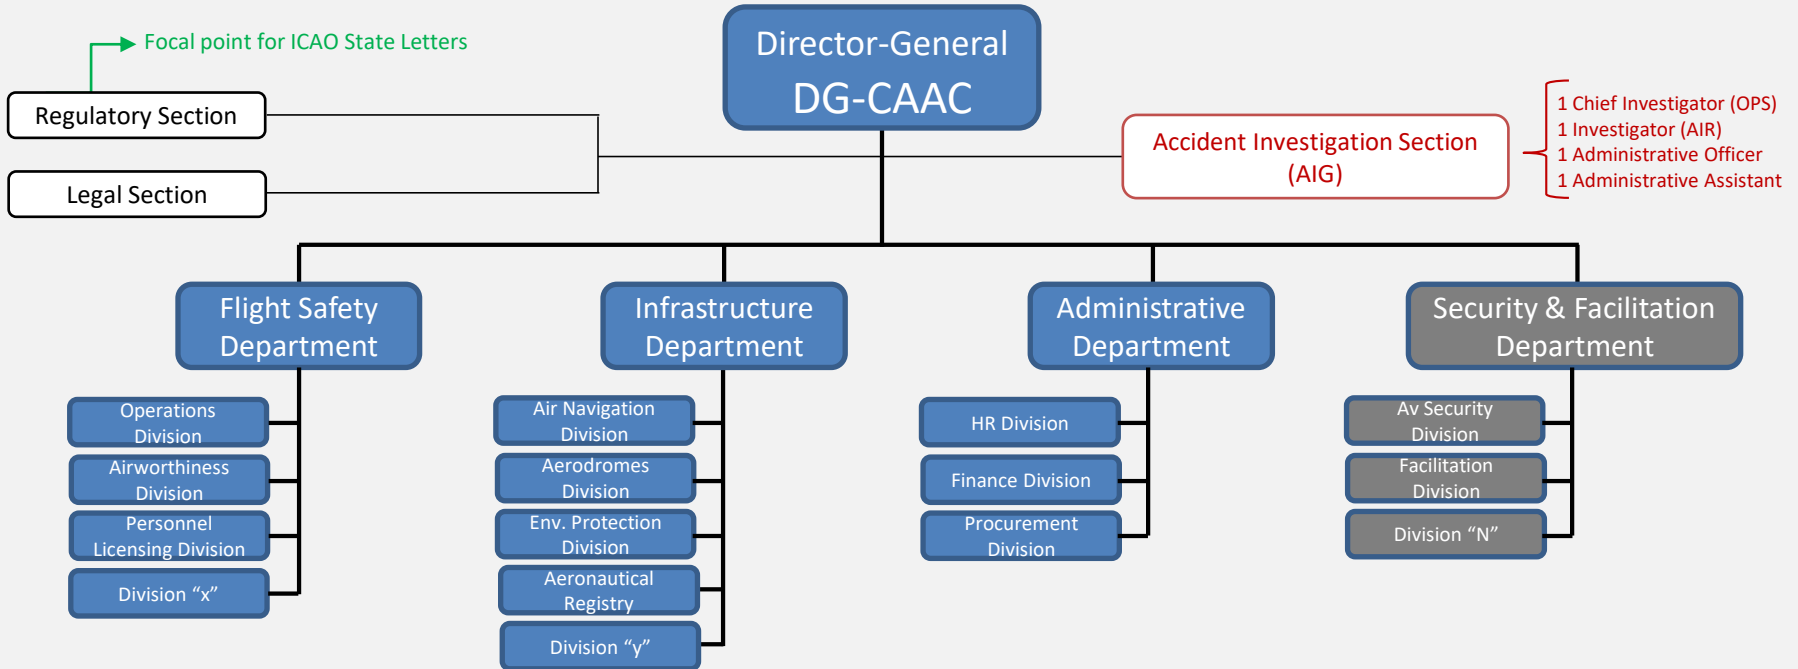 Focal point for ICAO State Letters
Director-General
DG-CAAC
Regulatory Section
Legal Section
Accident Investigation Section
(AIG)
1 Chief Investigator (OPS)
1 Investigator (AIR)
1 Administrative Officer
1 Administrative Assistant
Flight Safety
Department
Operations
Division
Airworthiness
Division
Personnel
Licensing Division
Division “x”
Infrastructure
Department
Air Navigation
Division
Aerodromes
Division
Env. Protection
Division
Aeronautical
Registry
Division “y”
Administrative
Department
HR Division
Finance Division
Procurement
Division
Security & Facilitation
Department
Av Security
Division
Facilitation
Division
Division “N”